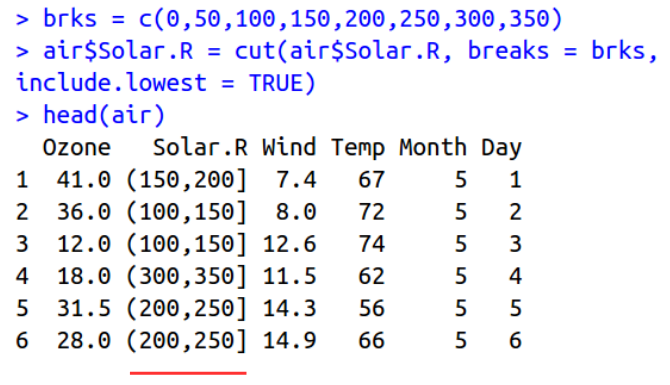 > brks = c(0,50,100,150,200,250,300,350)
> air$Solar.R = cut(air$Solar.R, breaks = brks,
include.lowest = TRUE)
> head(air)
  Ozone   Solar.R Wind Temp Month Day
1  41.0 (150,200]  7.4   67     5   1
2  36.0 (100,150]  8.0   72     5   2
3  12.0 (100,150] 12.6   74     5   3
4  18.0 (300,350] 11.5   62     5   4
5  31.5 (200,250] 14.3   56     5   5
6  28.0 (200,250] 14.9   66     5   6